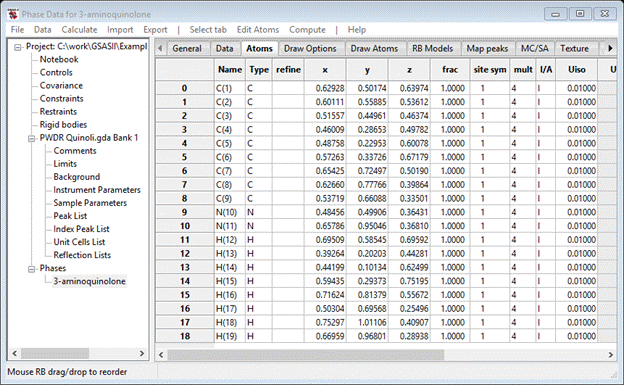 Phase Data for 3-aminoquinolone
File Data Calculate Import Export | Select tab Edit Atoms Compute
Project: C:\work\GSASII\Exampl
Notebook
Controls
Covariance
Constraints
Restraints
Rigid bodies
PWDR Quinoli.gda Bank 1
Comments
Limits
Background
Instrument Parameters
Sample Parameters
Peak List
Index Peak List
Unit Cells List
Reflection Lists
Phases
3-aminoquinolone
General Data Atoms Draw Options Draw Atoms RB Models Map peaks MC/SA Texture
Name Type refine x y z frac site sym mult I/A Uiso U
0 C(1) C 0.62928 0.50174 0.63974 1.0000 1 4 I 0.01000
1 C(2) C 0.60111 0.55885 0.53612 1.0000 1 4 I 0.01000
2 C(3) C 0.51557 0.44961 0.46374 1.0000 1 4 I 0.01000
3 C(4) C 0.46009 0.28653 0.49782 1.0000 1 4 I 0.01000
4 C(5) C 0.48758 0.22953 0.60078 1.0000 1 4 I 0.01000
5 C(6) C 0.57263 0.33726 0.67179 1.0000 1 4 I 0.01000
6 C(7) C 0.65425 0.72497 0.50190 1.0000 1 4 I 0.01000
7 C(8) C 0.62660 0.77766 0.39864 1.0000 1 4 I 0.01000
8 C(9) C 0.53719 0.66088 0.33501 1.0000 1 4 I 0.01000
9 N(10) N 0.48456 0.49906 0.36431 1.0000 1 4 I 0.01000
10 N(11) N 0.65786 0.95046 0.36810 1.0000 1 4 I 0.01000
11 H(12) H 0.69509 0.58545 0.69592 1.0000 1 4 I 0.01000
12 H(13) H 0.39264 0.20203 0.44281 1.0000 1 4 I 0.01000
13 H(14) H 0.44199 0.10134 0.62499 1.0000 1 4 I 0.01000
14 H(15) H 0.59435 0.29373 0.75195 1.0000 1 4 I 0.01000
15 H(16) H 0.71624 0.81379 0.55672 1.0000 1 4 I 0.01000
16 H(17) H 0.50304 0.69568 0.25496 1.0000 1 4 I 0.01000
17 H(18) H 0.75297 1.01106 0.40907 1.0000 1 4 I 0.01000
18 H(19) H 0.66959 0.96801 0.28938 1.0000 1 4 I 0.01000
Mouse RB drag/drop to reorder